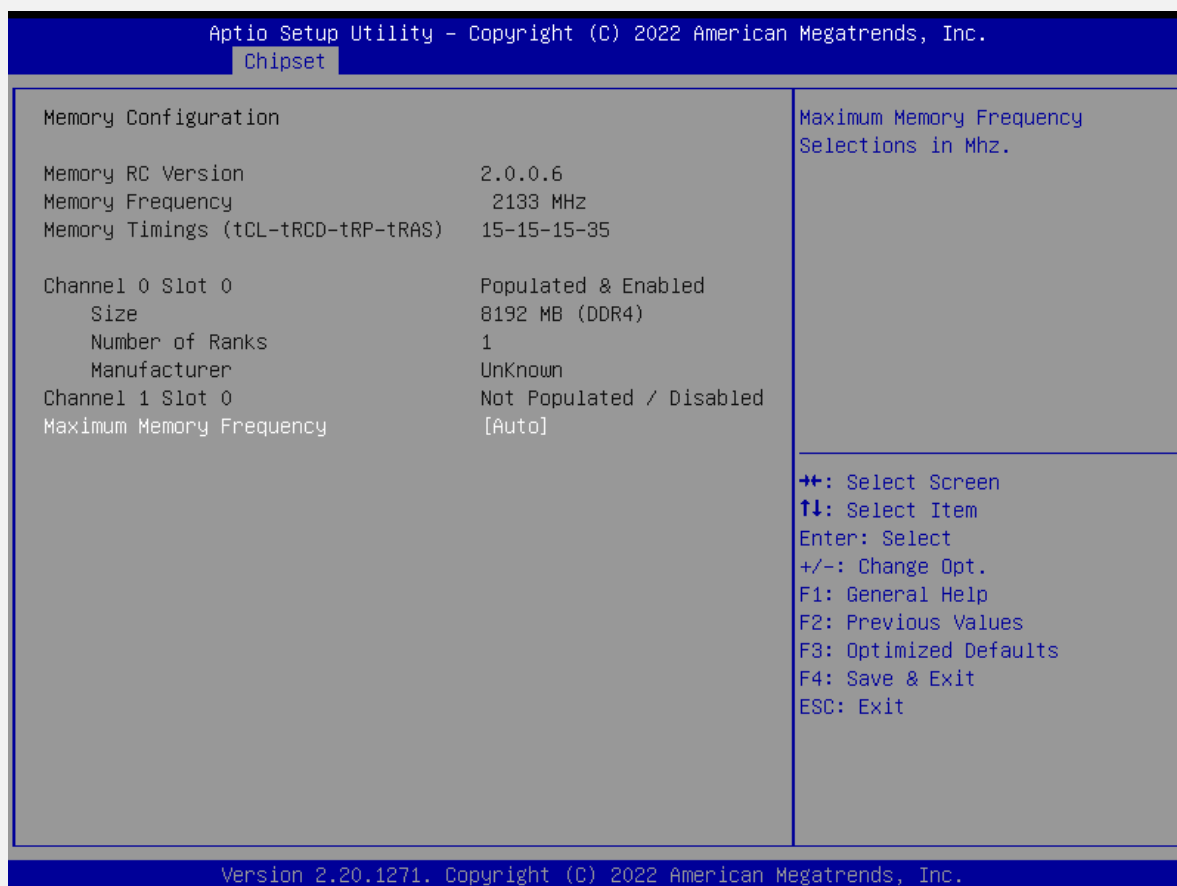 Aptio Setup Utility – Copyright (C) 2022 American Megatrends, Inc.
Chipset
Memory Configuration
Memory RC Version 2.0.0.6
Memory Frequency 2133 MHz
Memory Timings (tCL-tRCD-tRP-tRAS) 15-15-15-35
Channel 0 Slot 0 Populated & Enabled
Size 8192 MB (DDR4)
Number of Ranks 1
Manufacturer UnKnown
Channel 1 Slot 0 Not Populated / Disabled
Maximum Memory Frequency [Auto]
Maximum Memory Frequency
Selections in Mhz.
→←: Select Screen
↑↓: Select Item
Enter: Select
+/-: Change Opt.
F1: General Help
F2: Previous Values
F3: Optimized Defaults
F4: Save & Exit
ESC: Exit
Version 2.20.1271. Copyright (C) 2022 American Megatrends, Inc.